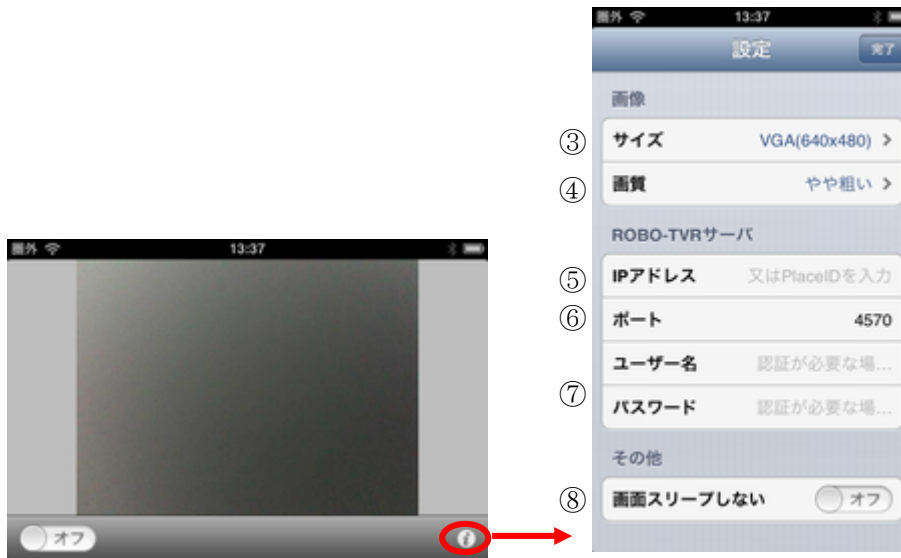 圏外 13:37
オフ
圏外 13:37
設定 完了
画像
③ サイズ VGA(640x480) >
④ 画質 やや粗い >
ROBO-TVRサーバ
⑤ IPアドレス 又はPlaceIDを入力
⑥ ポート 4570
ユーザー名 認証が必要な場...
⑦
パスワード 認証が必要な場...
その他
⑧ 画面スリープしない オフ